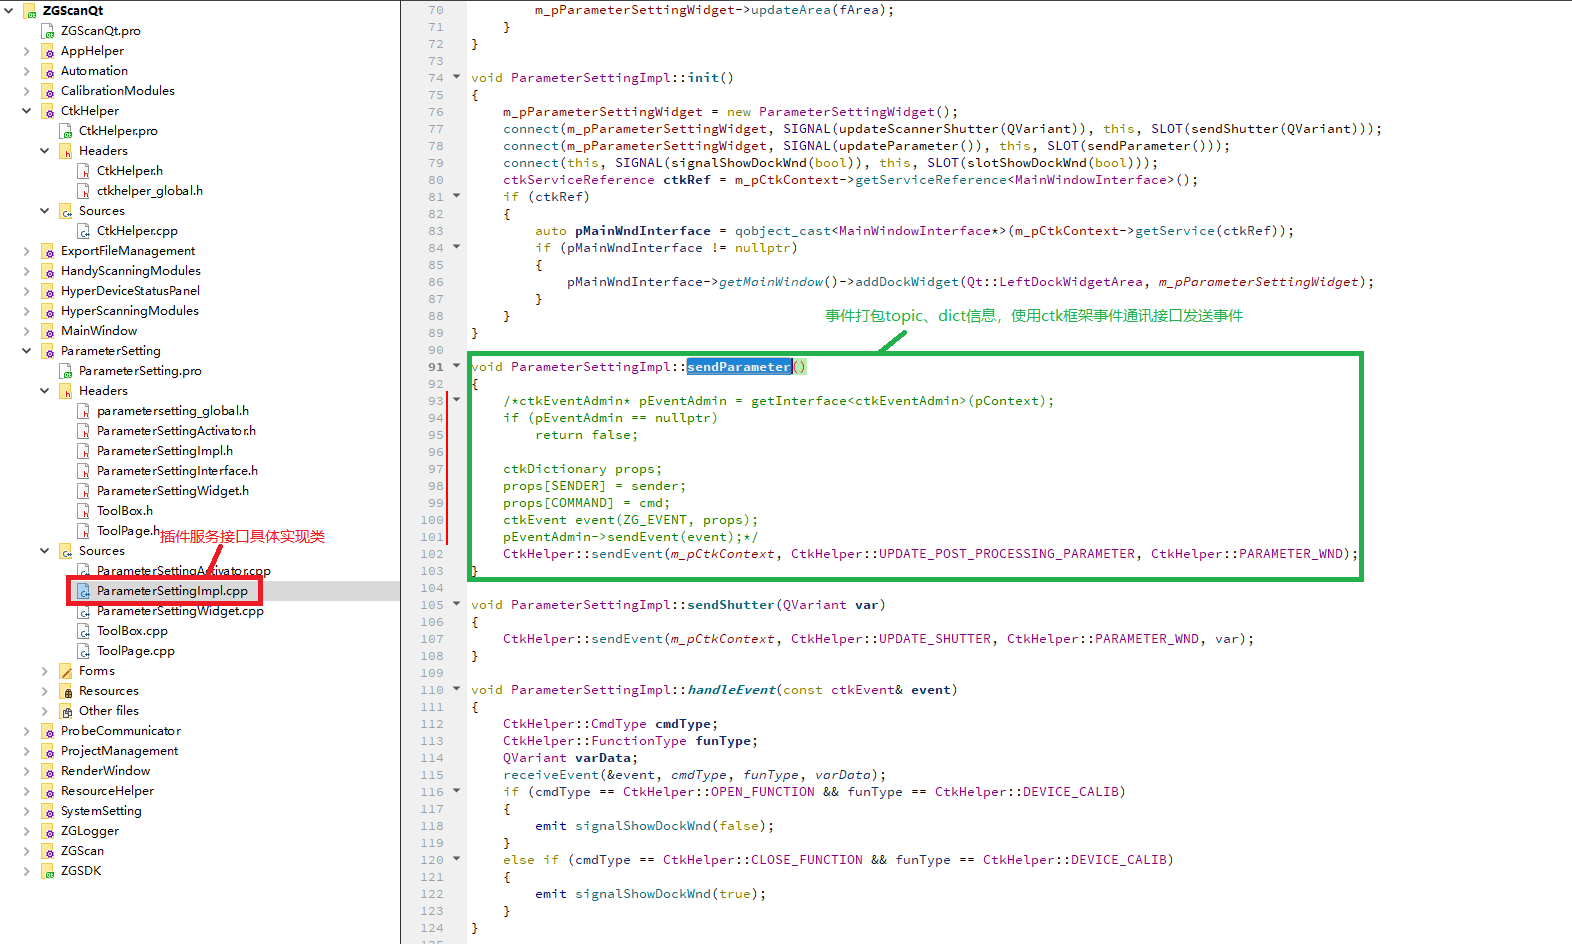 ZGScanQt
ZGScanQt.pro
AppHelper
Automation
CalibrationModules
CtkHelper
CtkHelper.pro
Headers
CtkHelper.h
ctkhelper_global.h
Sources
CtkHelper.cpp
ExportFileManagement
HandyScanningModules
HyperDeviceStatusPanel
HyperScanningModules
MainWindow
ParameterSetting
ParameterSetting.pro
Headers
parametersetting_global.h
ParameterSettingActivator.h
ParameterSettingImpl.h
ParameterSettingInterface.h
ParameterSettingWidget.h
ToolBox.h
ToolPage.h
插件服务接口具体实现类
Sources
ParameterSettingActivator.cpp
ParameterSettingImpl.cpp
ParameterSettingWidget.cpp
ToolBox.cpp
ToolPage.cpp
Forms
Resources
Other files
ProbeCommunicator
ProjectManagement
RenderWindow
ResourceHelper
SystemSetting
ZGLogger
ZGScan
ZGSDK
70 m_pParameterSettingWidget->updateArea(fArea);
71 }
72 }
73
74 void ParameterSettingImpl::init()
75 {
76 m_pParameterSettingWidget = new ParameterSettingWidget();
77 connect(m_pParameterSettingWidget, SIGNAL(updateScannerShutter(QVariant)), this, SLOT(sendShutter(QVariant)));
78 connect(m_pParameterSettingWidget, SIGNAL(updateParameter()), this, SLOT(sendParameter()));
79 connect(this, SIGNAL(signalShowDockWnd(bool)), this, SLOT(slotShowDockWnd(bool)));
80 ctkServiceReference ctkRef = m_pCtkContext->getServiceReference<MainWindowInterface>();
81 if (ctkRef)
82 {
83 auto pMainWndInterface = qobject_cast<MainWindowInterface*>(m_pCtkContext->getService(ctkRef));
84 if (pMainWndInterface != nullptr)
85 {
86 pMainWndInterface->getMainWindow()->addDockWidget(Qt::LeftDockWidgetArea, m_pParameterSettingWidget);
87 }
88 }
事件打包topic、dict信息，使用ctk框架事件通讯接口发送事件
89 }
90
91 void ParameterSettingImpl::sendParameter()
92 {
93 /*ctkEventAdmin* pEventAdmin = getInterface<ctkEventAdmin>(pContext);
94 if (pEventAdmin == nullptr)
95 return false;
96
97 ctkDictionary props;
98 props[SENDER] = sender;
99 props[COMMAND] = cmd;
100 ctkEvent event(ZG_EVENT, props);
101 pEventAdmin->sendEvent(event);*/
102 CtkHelper::sendEvent(m_pCtkContext, CtkHelper::UPDATE_POST_PROCESSING_PARAMETER, CtkHelper::PARAMETER_WND);
103 }
104
105 void ParameterSettingImpl::sendShutter(QVariant var)
106 {
107 CtkHelper::sendEvent(m_pCtkContext, CtkHelper::UPDATE_SHUTTER, CtkHelper::PARAMETER_WND, var);
108 }
109
110 void ParameterSettingImpl::handleEvent(const ctkEvent& event)
111 {
112 CtkHelper::CmdType cmdType;
113 CtkHelper::FunctionType funType;
114 QVariant varData;
115 receiveEvent(&event, cmdType, funType, varData);
116 if (cmdType == CtkHelper::OPEN_FUNCTION && funType == CtkHelper::DEVICE_CALIB)
117 {
118 emit signalShowDockWnd(false);
119 }
120 else if (cmdType == CtkHelper::CLOSE_FUNCTION && funType == CtkHelper::DEVICE_CALIB)
121 {
122 emit signalShowDockWnd(true);
123 }
124 }